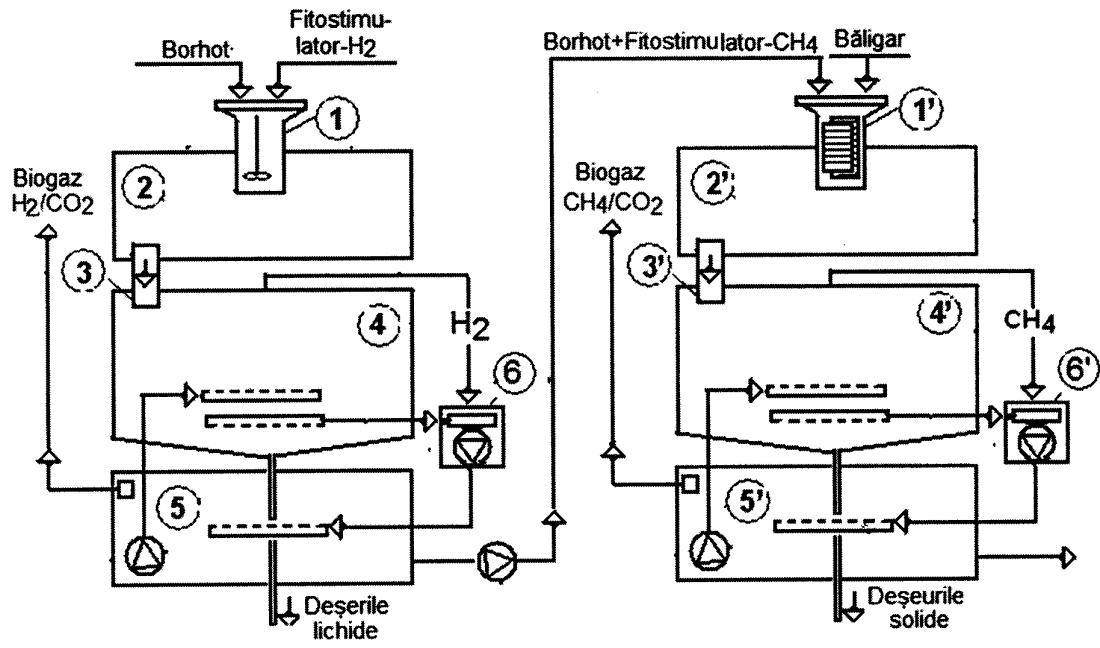 Fitostimu-
lator-H2
Borhot
1
2
Biogaz
H2/CO2
3
4
H2
6
5
Deșerile
lichide
Borhot+Fitostimulator-CH4
Băligar
1'
2'
Biogaz
CH4/CO2
3'
4'
CH4
6'
5'
Deșeurile
solide